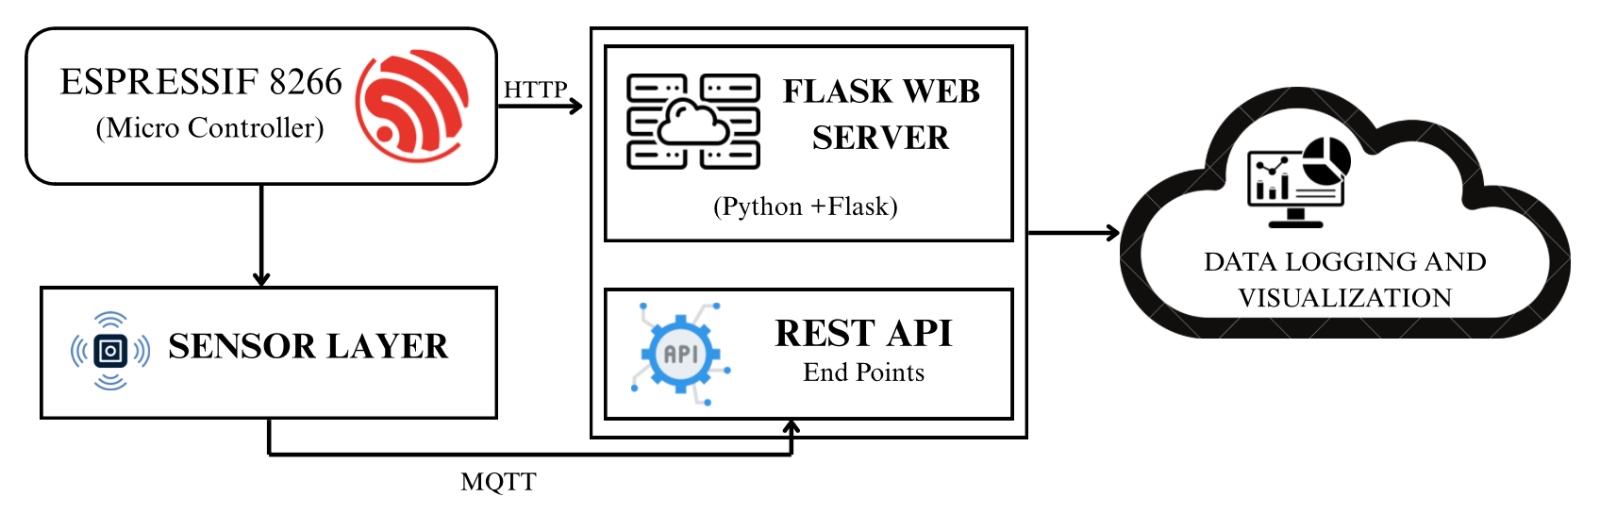 ESPRESSIF 8266
(Micro Controller)
HTTP
FLASK WEB
SERVER
(Python +Flask)
SENSOR LAYER
API
REST API
End Points
MQTT
DATA LOGGING AND
VISUALIZATION